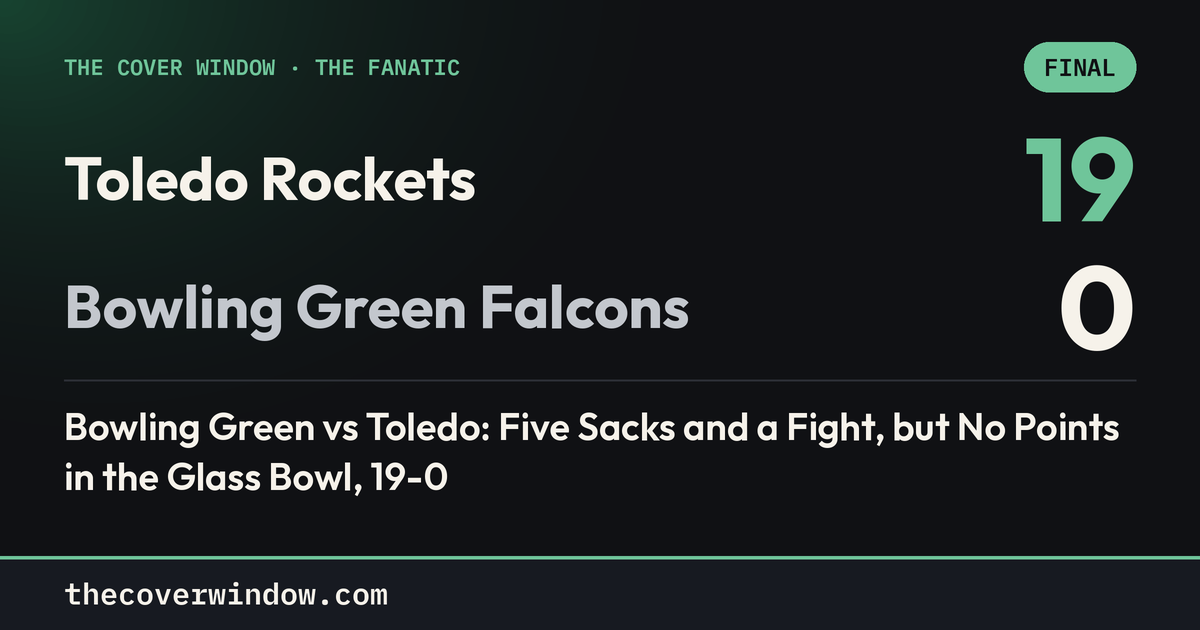 THE COVER WINDOW · THE FANATIC
FINAL
Toledo Rockets
19
Bowling Green Falcons
0
Bowling Green vs Toledo: Five Sacks and a Fight, but No Points
in the Glass Bowl, 19-0
thecoverwindow.com